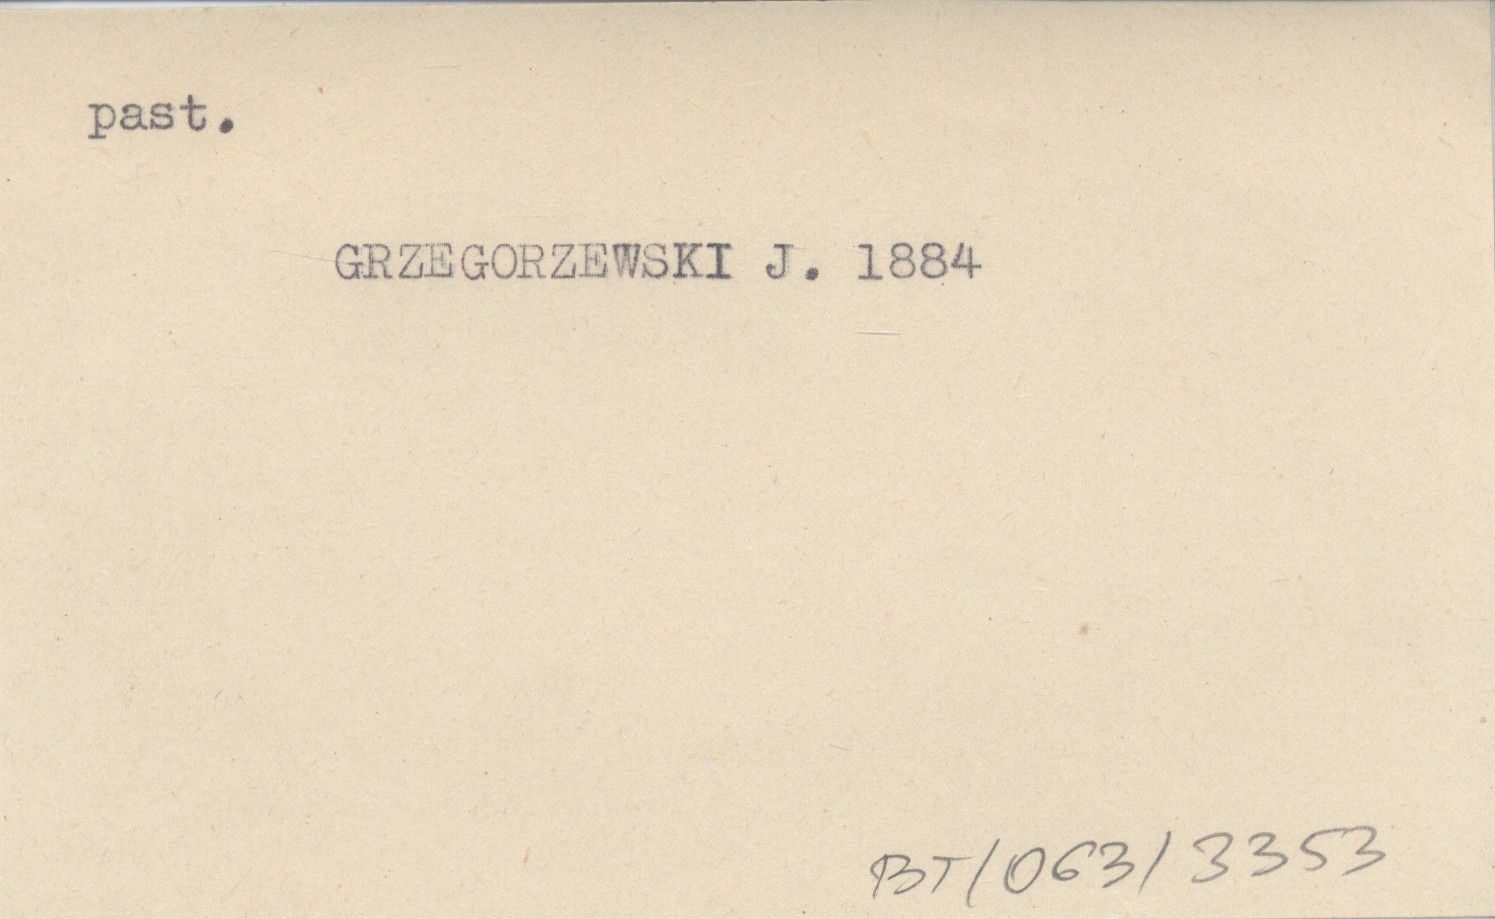 past.
GRZEGORZEWSKI J. 1884
BT/063/3353